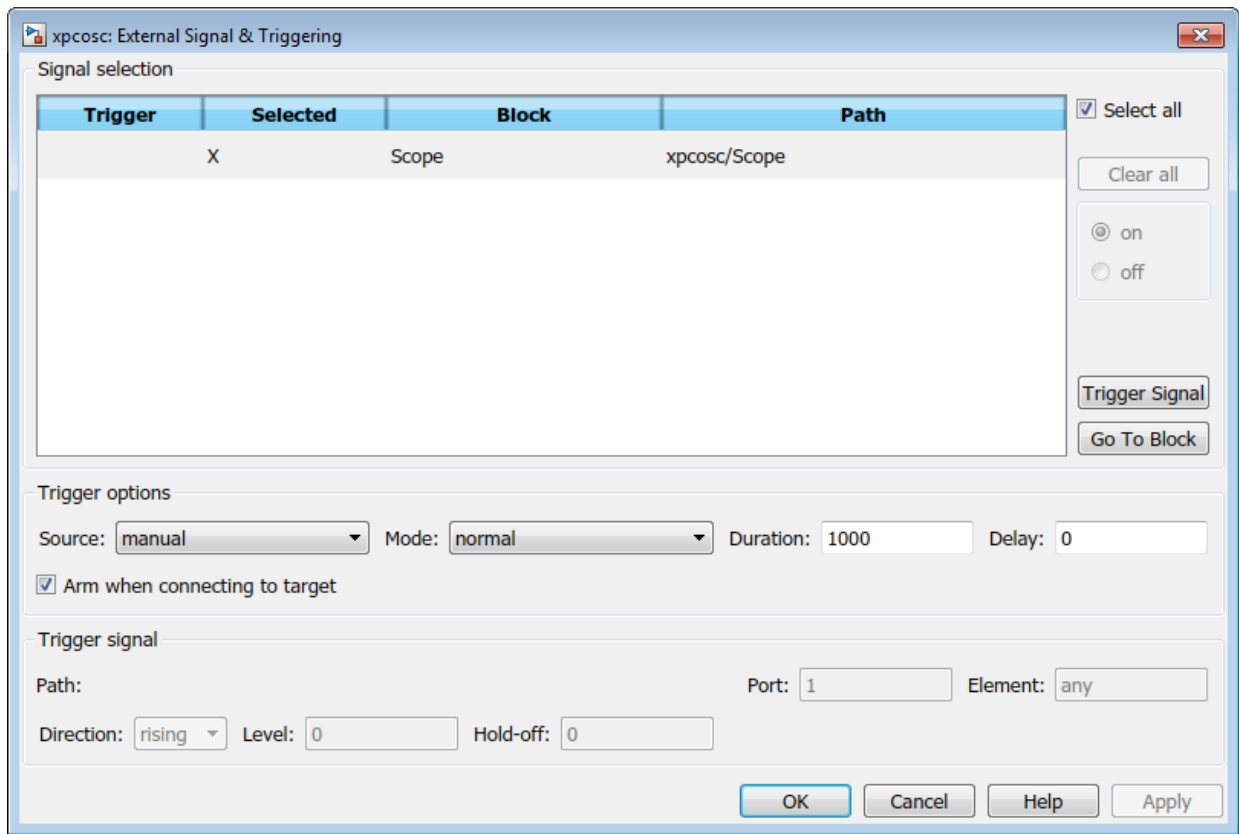 xpcosc: External Signal & Triggering
Signal selection
Trigger Selected Block Path
X Scope xpcosc/Scope
Select all
Clear all
on
off
Trigger Signal
Go To Block
Trigger options
Source: manual Mode: normal Duration: 1000 Delay: 0
Arm when connecting to target
Trigger signal
Path: Port: 1 Element: any
Direction: rising Level: 0 Hold-off: 0
OK Cancel Help Apply